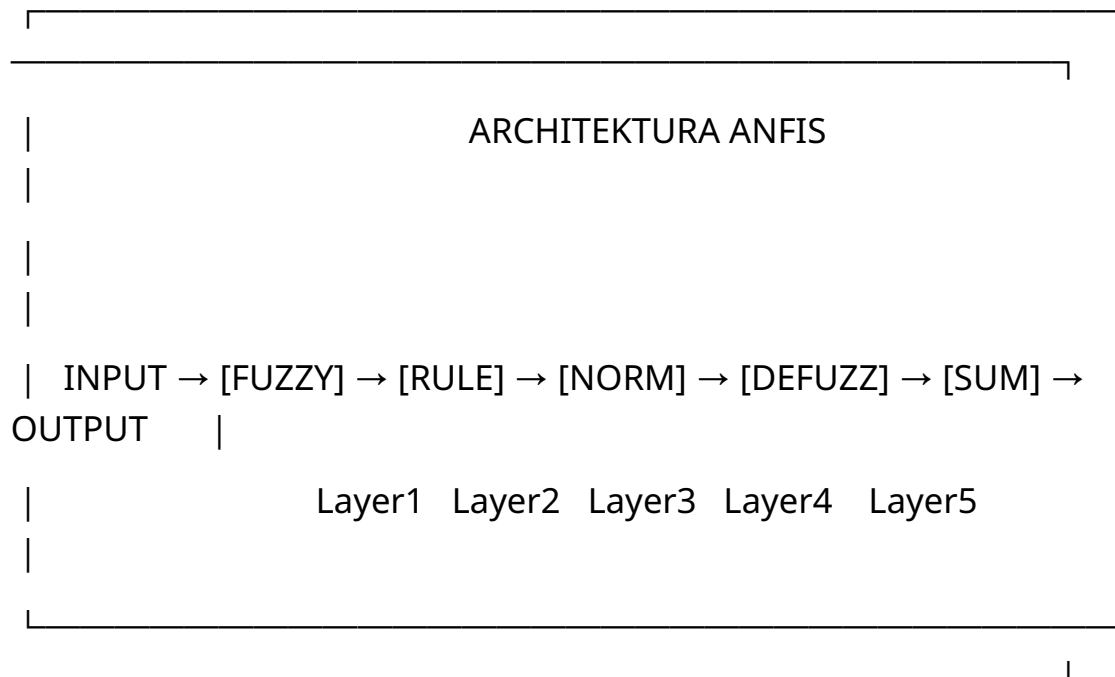 ┌──────────────────────────────
──────────────────────────────┐
│ ARCHITEKTURA ANFIS
│
│
│
│ INPUT → [FUZZY] → [RULE] → [NORM] → [DEFUZZ] → [SUM] →
OUTPUT │
│ Layer1 Layer2 Layer3 Layer4 Layer5
│
└──────────────────────────────
┘